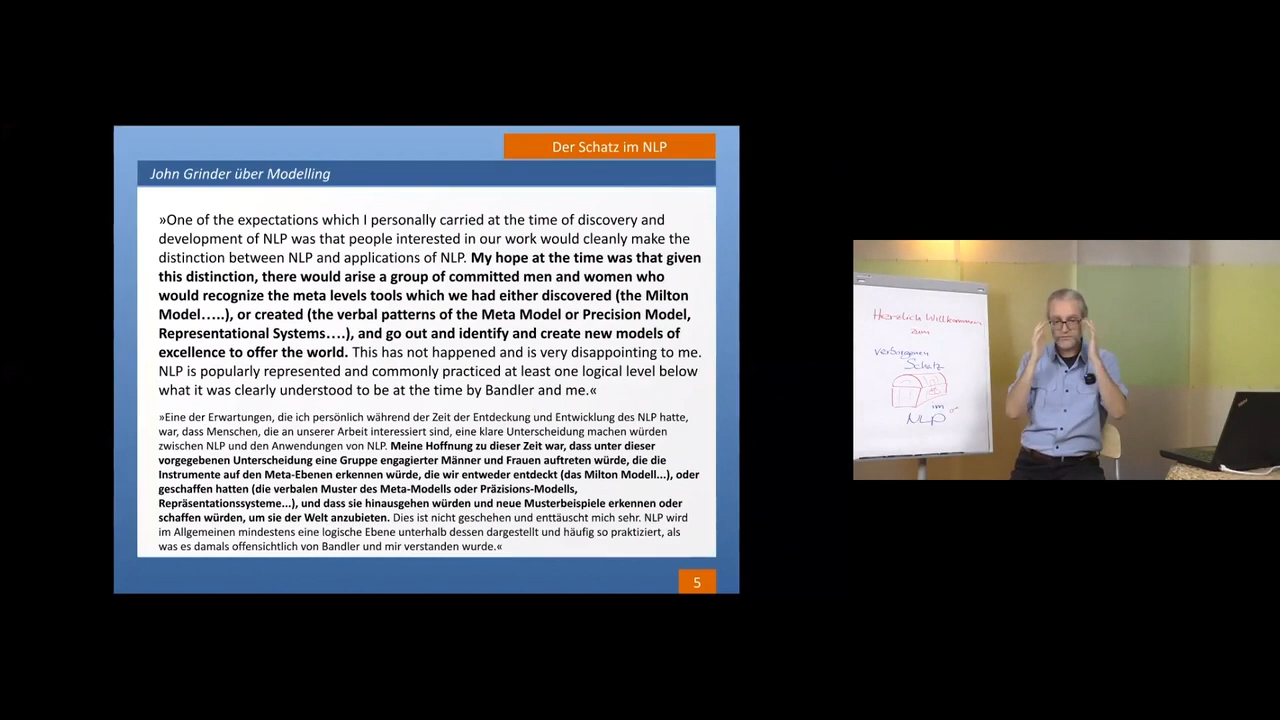 Der Schatz im NLP
John Grinder über Modelling
»One of the expectations which I personally carried at the time of discovery and
development of NLP was that people interested in our work would cleanly make the
distinction between NLP and applications of NLP. My hope at the time was that given
this distinction, there would arise a group of committed men and women who
would recognize the meta levels tools which we had either discovered (the Milton
Model…..), or created (the verbal patterns of the Meta Model or Precision Model,
Representational Systems….), and go out and identify and create new models of
excellence to offer the world. This has not happened and is very disappointing to me.
NLP is popularly represented and commonly practiced at least one logical level below
what it was clearly understood to be at the time by Bandler and me.«
»Eine der Erwartungen, die ich persönlich während der Zeit der Entdeckung und Entwicklung des NLP hatte,
war, dass Menschen, die an unserer Arbeit interessiert sind, eine klare Unterscheidung machen würden
zwischen NLP und den Anwendungen von NLP. Meine Hoffnung zu dieser Zeit war, dass unter dieser
vorgegebenen Unterscheidung eine Gruppe engagierter Männer und Frauen auftreten würde, die die
Instrumente auf den Meta-Ebenen erkennen würde, die wir entweder entdeckt (das Milton Modell...), oder
geschaffen hatten (die verbalen Muster des Meta-Modells oder Präzisions-Modells,
Repräsentationssysteme...), und dass sie hinausgehen würden und neue Musterbeispiele erkennen oder
schaffen würden, um sie der Welt anzubieten. Dies ist nicht geschehen und enttäuscht mich sehr. NLP wird
im Allgemeinen mindestens eine logische Ebene unterhalb dessen dargestellt und häufig so praktiziert, als
was es damals offensichtlich von Bandler und mir verstanden wurde.«
5
Herzlich Willkommen
zum
verborgenen
Schatz
im
NLP